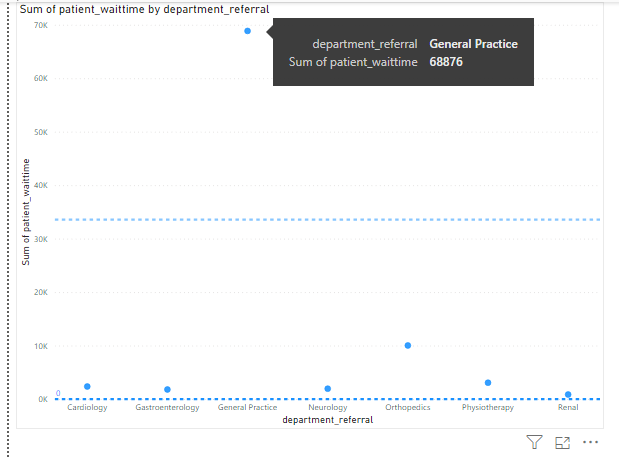 Sum of patient_waittime by department_referral
70K
department_referral General Practice
Sum of patient_waittime 68876
60K
50K
40K
30K
20K
10K
0K
0
Sum of patient_waittime
Cardiology Gastroenterology General Practice Neurology Orthopedics Physiotherapy Renal
department_referral